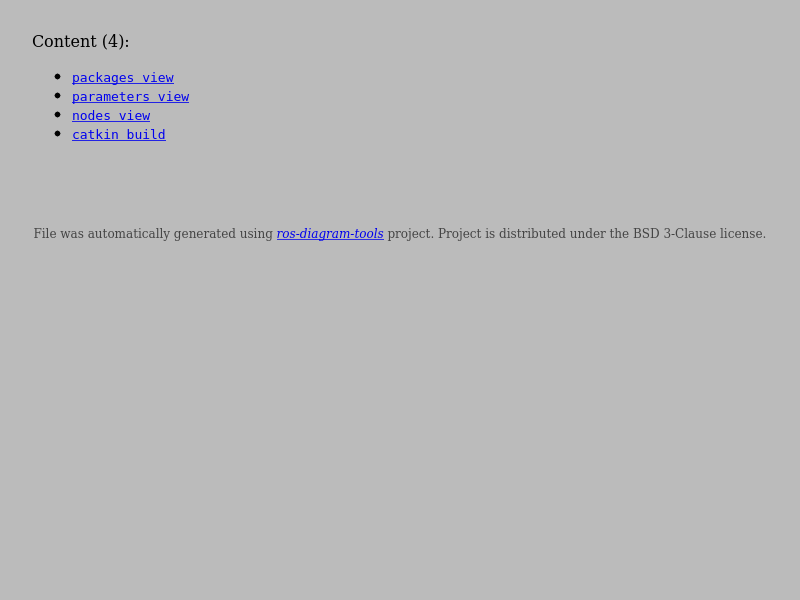 Content (4):
packages view
parameters view
nodes view
catkin build
File was automatically generated using ros-diagram-tools project. Project is distributed under the BSD 3-Clause license.